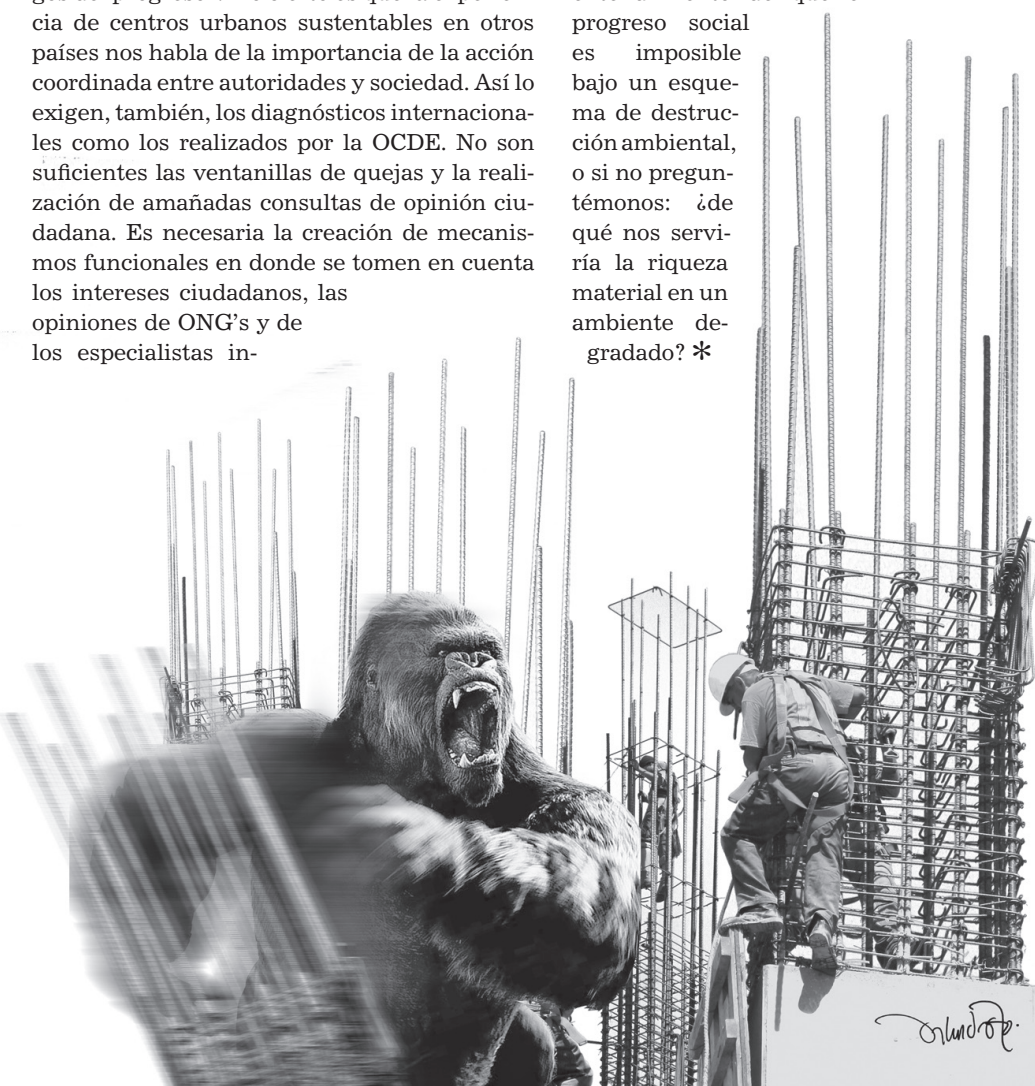 cia de centros urbanos sustentables en otros
países nos habla de la importancia de la acción
coordinada entre autoridades y sociedad. Así lo
exigen, también, los diagnósticos internaciona-
les como los realizados por la OCDE. No son
suficientes las ventanillas de quejas y la reali-
zación de amañadas consultas de opinión ciu-
dadana. Es necesaria la creación de mecanis-
mos funcionales en donde se tomen en cuenta
los intereses ciudadanos, las
opiniones de ONG's y de
los especialistas in-
progreso social
es imposible
bajo un esque-
ma de destruc-
ción ambiental,
o si no pregun-
témonos: ¿de
qué nos servi-
ría la riqueza
material en un
ambiente de-
gradado? *